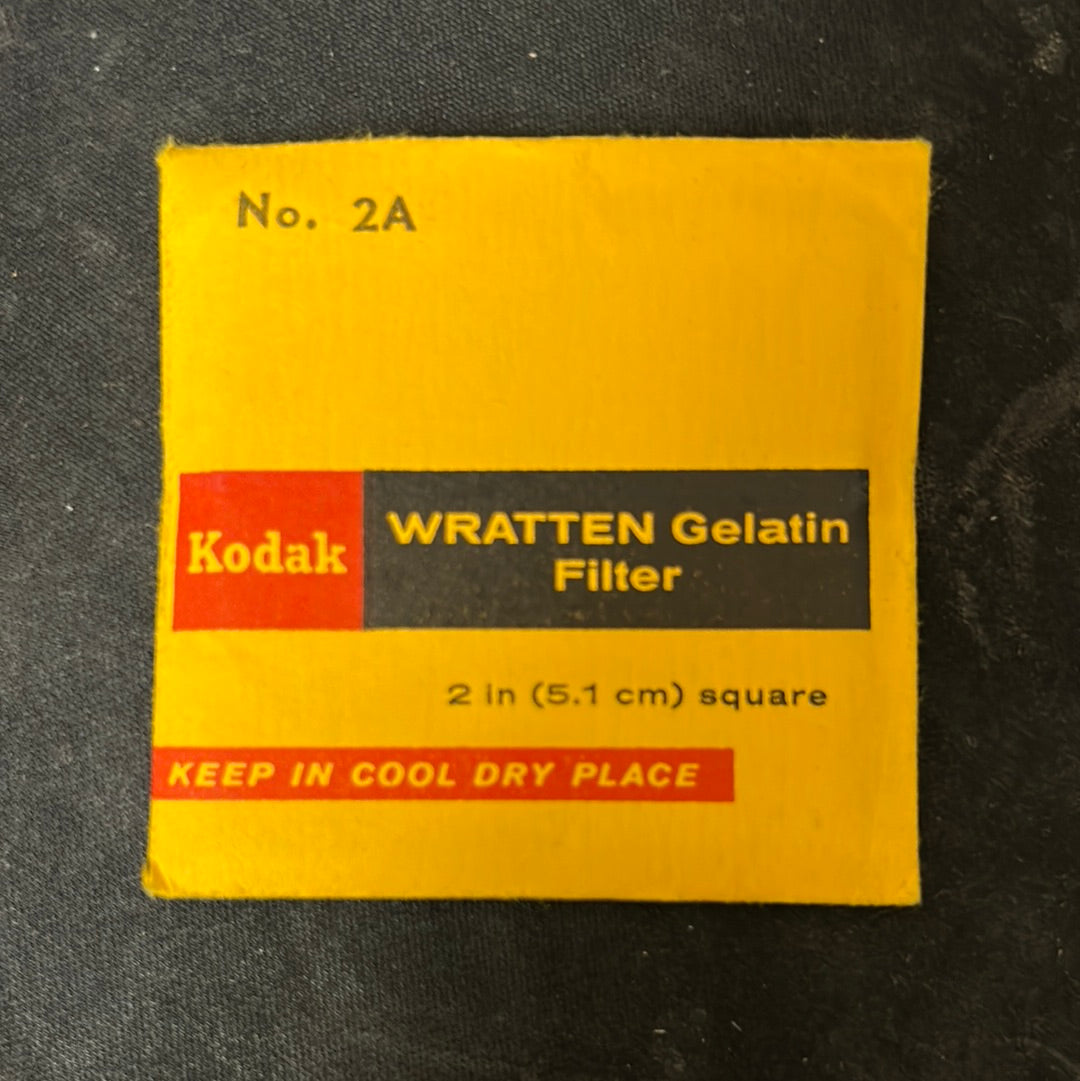 No. 2A
Kodak
WRATTEN Gelatin
Filter
2 in (5.1 cm) square
KEEP IN COOL DRY PLACE